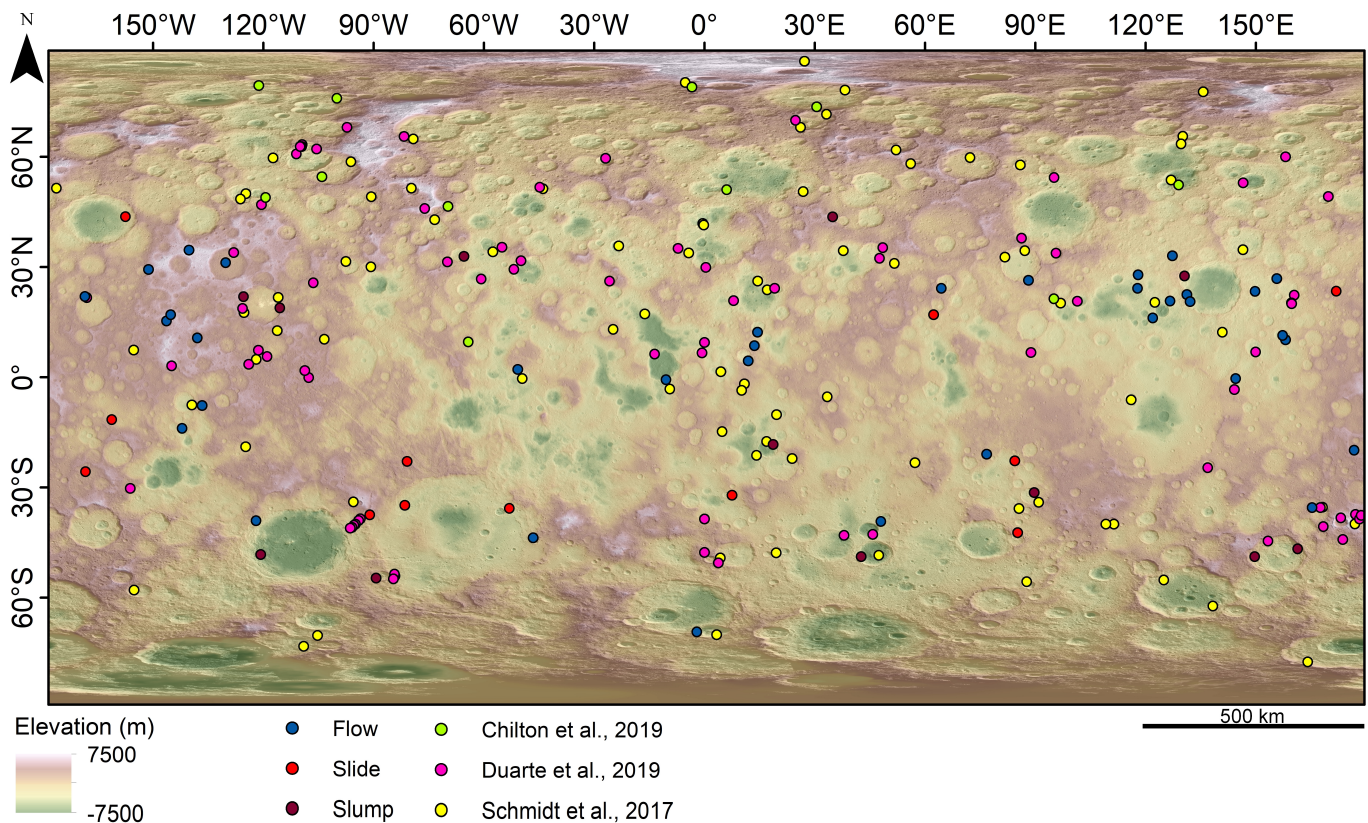 N
150°W 120°W 90°W 60°W 30°W 0° 30°E 60°E 90°E 120°E 150°E
60°N
30°N
0°
30°S
60°S
500 km
Elevation (m)
7500
-7500
Flow
Slide
Slump
Chilton et al., 2019
Duarte et al., 2019
Schmidt et al., 2017